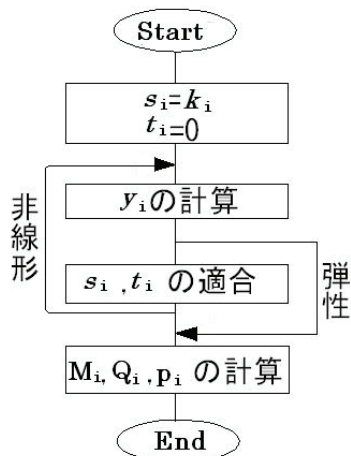 Start
sᵢ=kᵢ
tᵢ=0
yᵢの計算
非線形
sᵢ ,tᵢ の適合
弾性
Mᵢ, Qᵢ, pᵢ の計算
End